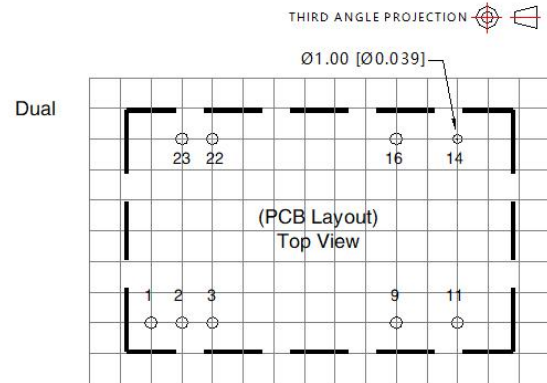 THIRD ANGLE PROJECTION
Ø1.00 [Ø0.039]
Dual
23 22 16 14
(PCB Layout)
Top View
1 2 3 9 11